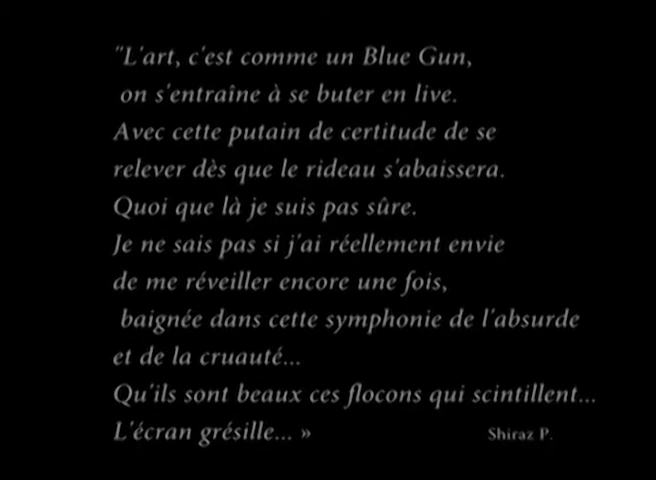 "L'art, c'est comme un Blue Gun,
on s'entraîne à se buter en live.
Avec cette putain de certitude de se
relever dès que le rideau s'abaissera.
Quoi que là je suis pas sûre.
Je ne sais pas si j'ai réellement envie
de me réveiller encore une fois,
baignée dans cette symphonie de l'absurde
et de la cruauté...
Qu'ils sont beaux ces flocons qui scintillent...
L'écran grésille... »
Shiraz P.